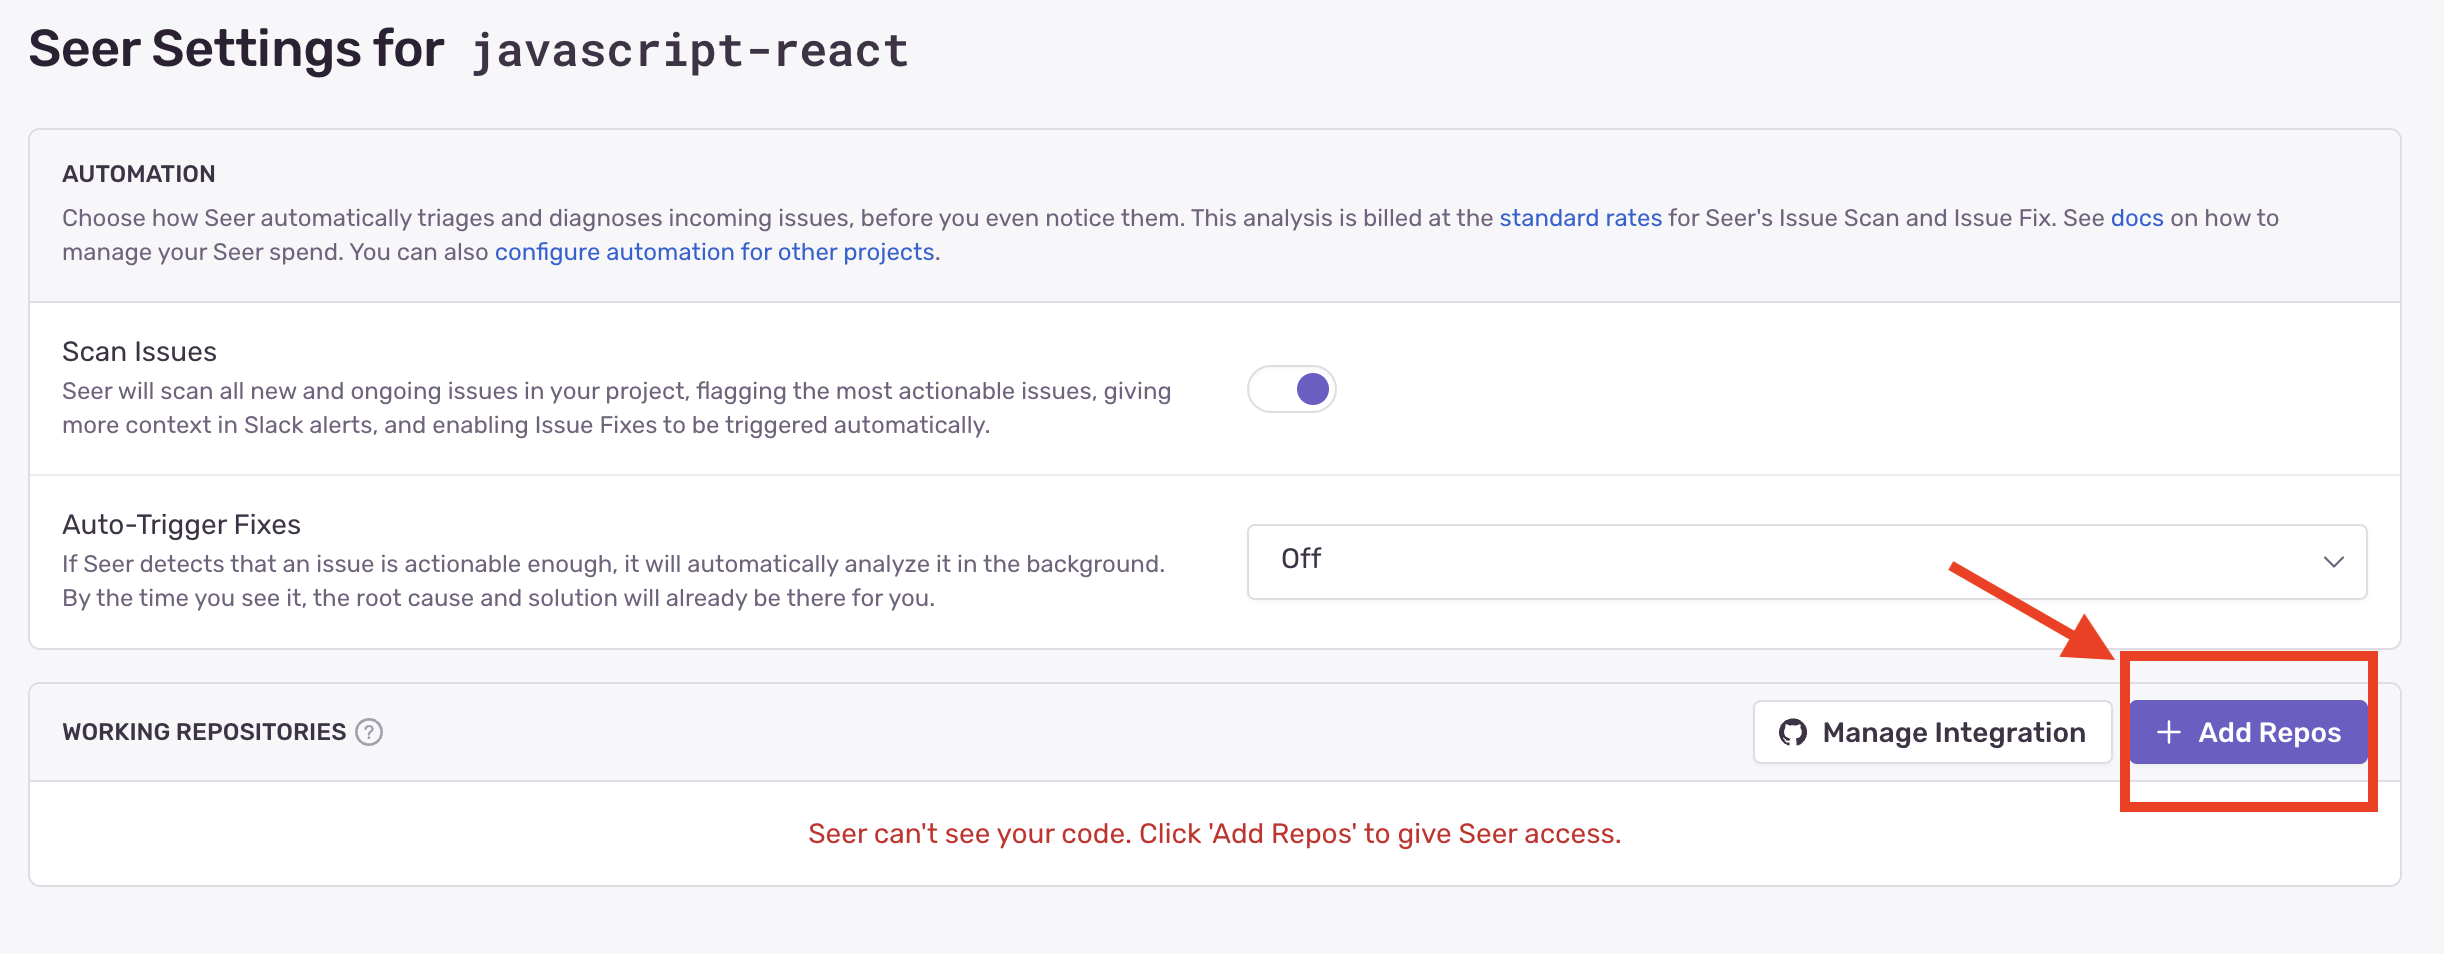 Seer Settings for javascript-react
AUTOMATION
Choose how Seer automatically triages and diagnoses incoming issues, before you even notice them. This analysis is billed at the standard rates for Seer's Issue Scan and Issue Fix. See docs on how to
manage your Seer spend. You can also configure automation for other projects.
Scan Issues
Seer will scan all new and ongoing issues in your project, flagging the most actionable issues, giving
more context in Slack alerts, and enabling Issue Fixes to be triggered automatically.
Auto-Trigger Fixes
If Seer detects that an issue is actionable enough, it will automatically analyze it in the background.
By the time you see it, the root cause and solution will already be there for you.
Off
WORKING REPOSITORIES ?
Manage Integration
+ Add Repos
Seer can't see your code. Click 'Add Repos' to give Seer access.